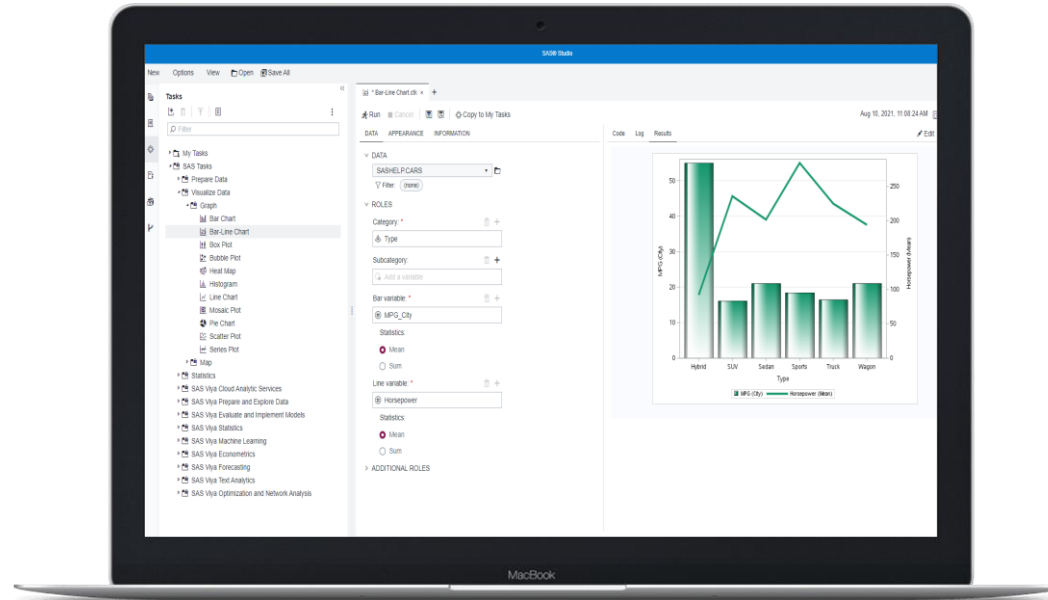 SAS® Studio
New Options View Open Save All
Tasks
Filter
My Tasks
SAS Tasks
Prepare Data
Visualize Data
Graph
Bar Chart
Bar-Line Chart
Box Plot
Bubble Plot
Heat Map
Histogram
Line Chart
Mosaic Plot
Pie Chart
Scatter Plot
Series Plot
Map
Statistics
SAS Viya Cloud Analytic Services
SAS Viya Prepare and Explore Data
SAS Viya Evaluate and Implement Models
SAS Viya Statistics
SAS Viya Machine Learning
SAS Viya Econometrics
SAS Viya Forecasting
SAS Viya Text Analytics
SAS Viya Optimization and Network Analysis
* Bar-Line Chart.ctk × +
Run Cancel Copy to My Tasks
Aug 10, 2021, 11:08:24 AM
DATA APPEARANCE INFORMATION
DATA
SASHELP.CARS
Filter: (none)
ROLES
Category: *
Type
Subcategory:
Add a variable
Bar variable: *
MPG_City
Statistics:
Mean
Sum
Line variable: *
Horsepower
Statistics:
Mean
Sum
ADDITIONAL ROLES
Code Log Results
Edit
MPG (City)
50
40
30
20
10
0
250
200
150
100
50
0
Horsepower (Mean)
Hybrid SUV Sedan Sports Truck Wagon
Type
MPG (City) Horsepower (Mean)
MacBook